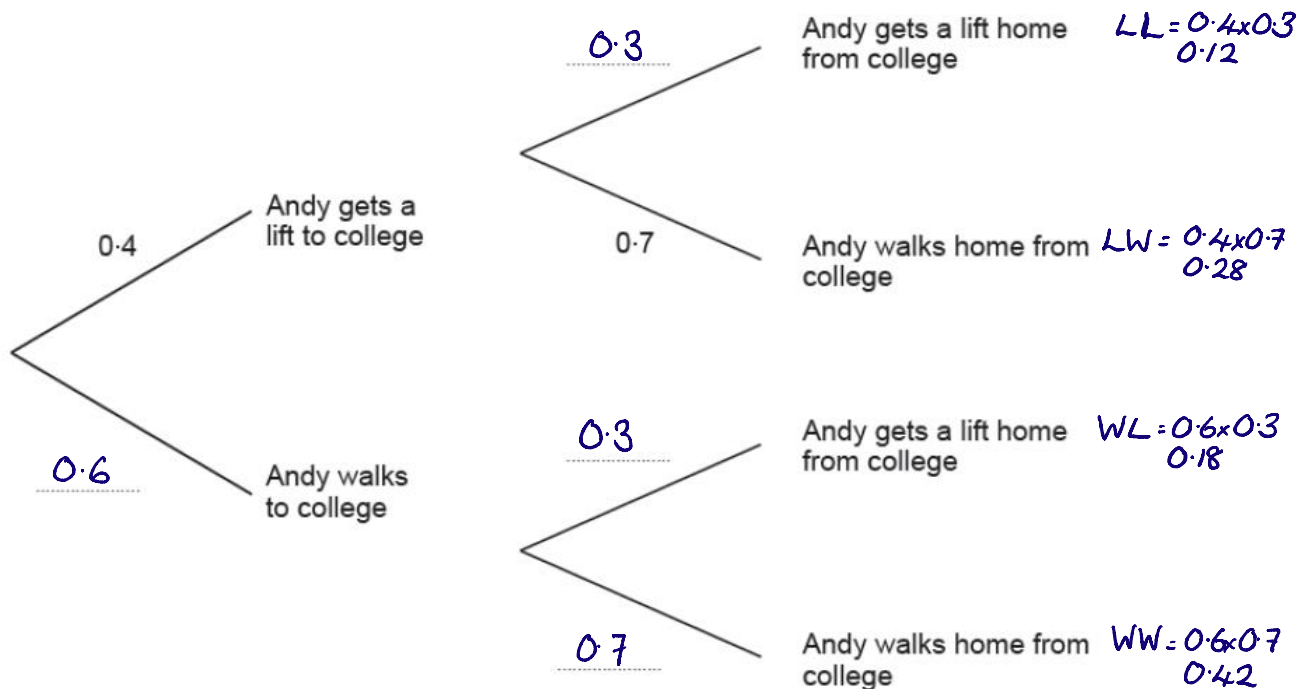 0.3
Andy gets a lift home
from college
LL = 0.4x0.3
0.12
Andy gets a
lift to college
0·4
0·7
Andy walks home from
college
LW = 0.4x0.7
0.28
0.6
Andy walks
to college
0.3
Andy gets a lift home
from college
WL = 0.6x0.3
0.18
0.7
Andy walks home from
college
WW = 0.6x0.7
0.42